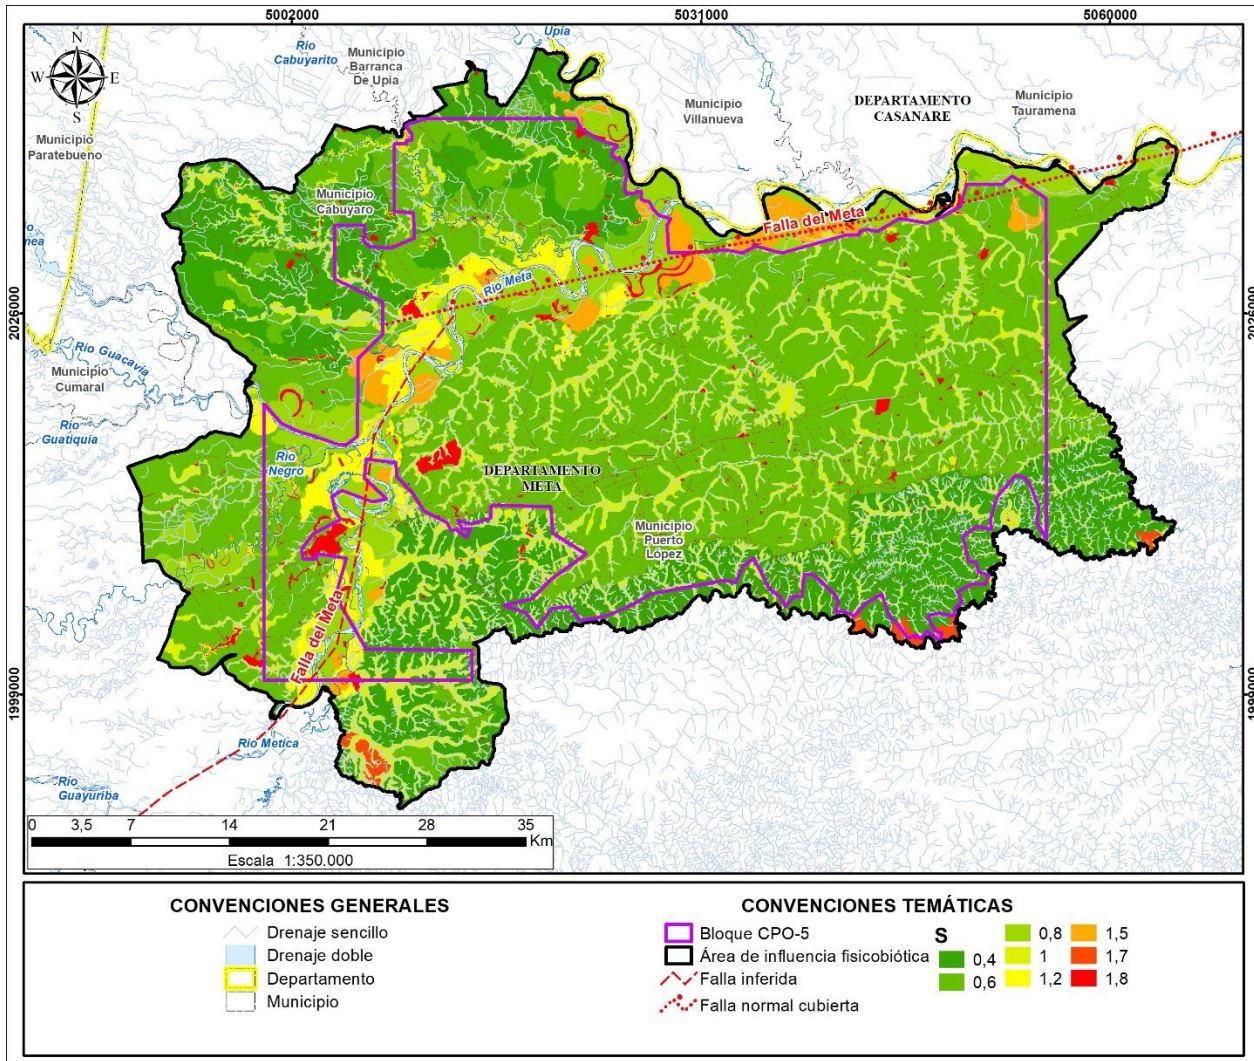 5002000
5031000
5060000
N
W
E
S
Río
Cabuyarito
Municipio
Barranca
De Upía
Upía
Municipio
Villanueva
DEPARTAMENTO
CASANARE
Municipio
Tauramena
Municipio
Paratebueno
Municipio
Cabuyaro
Falla del Meta
Río Meta
2026000
2026000
Río Guacavia
Municipio
Cumaral
Río
Guatiquia
Río
Negro
DEPARTAMENTO
META
Municipio
Puerto
López
Falla del Meta
1999000
1999000
Río Metica
Río
Guayuriba
0 3,5 7 14 21 28 35
Km
Escala 1:350.000
CONVENCIONES GENERALES
Drenaje sencillo
Drenaje doble
Departamento
Municipio
CONVENCIONES TEMÁTICAS
Bloque CPO-5
Área de influencia fisicobiótica
Falla inferida
Falla normal cubierta
S
0,4
0,6
0,8
1
1,2
1,5
1,7
1,8